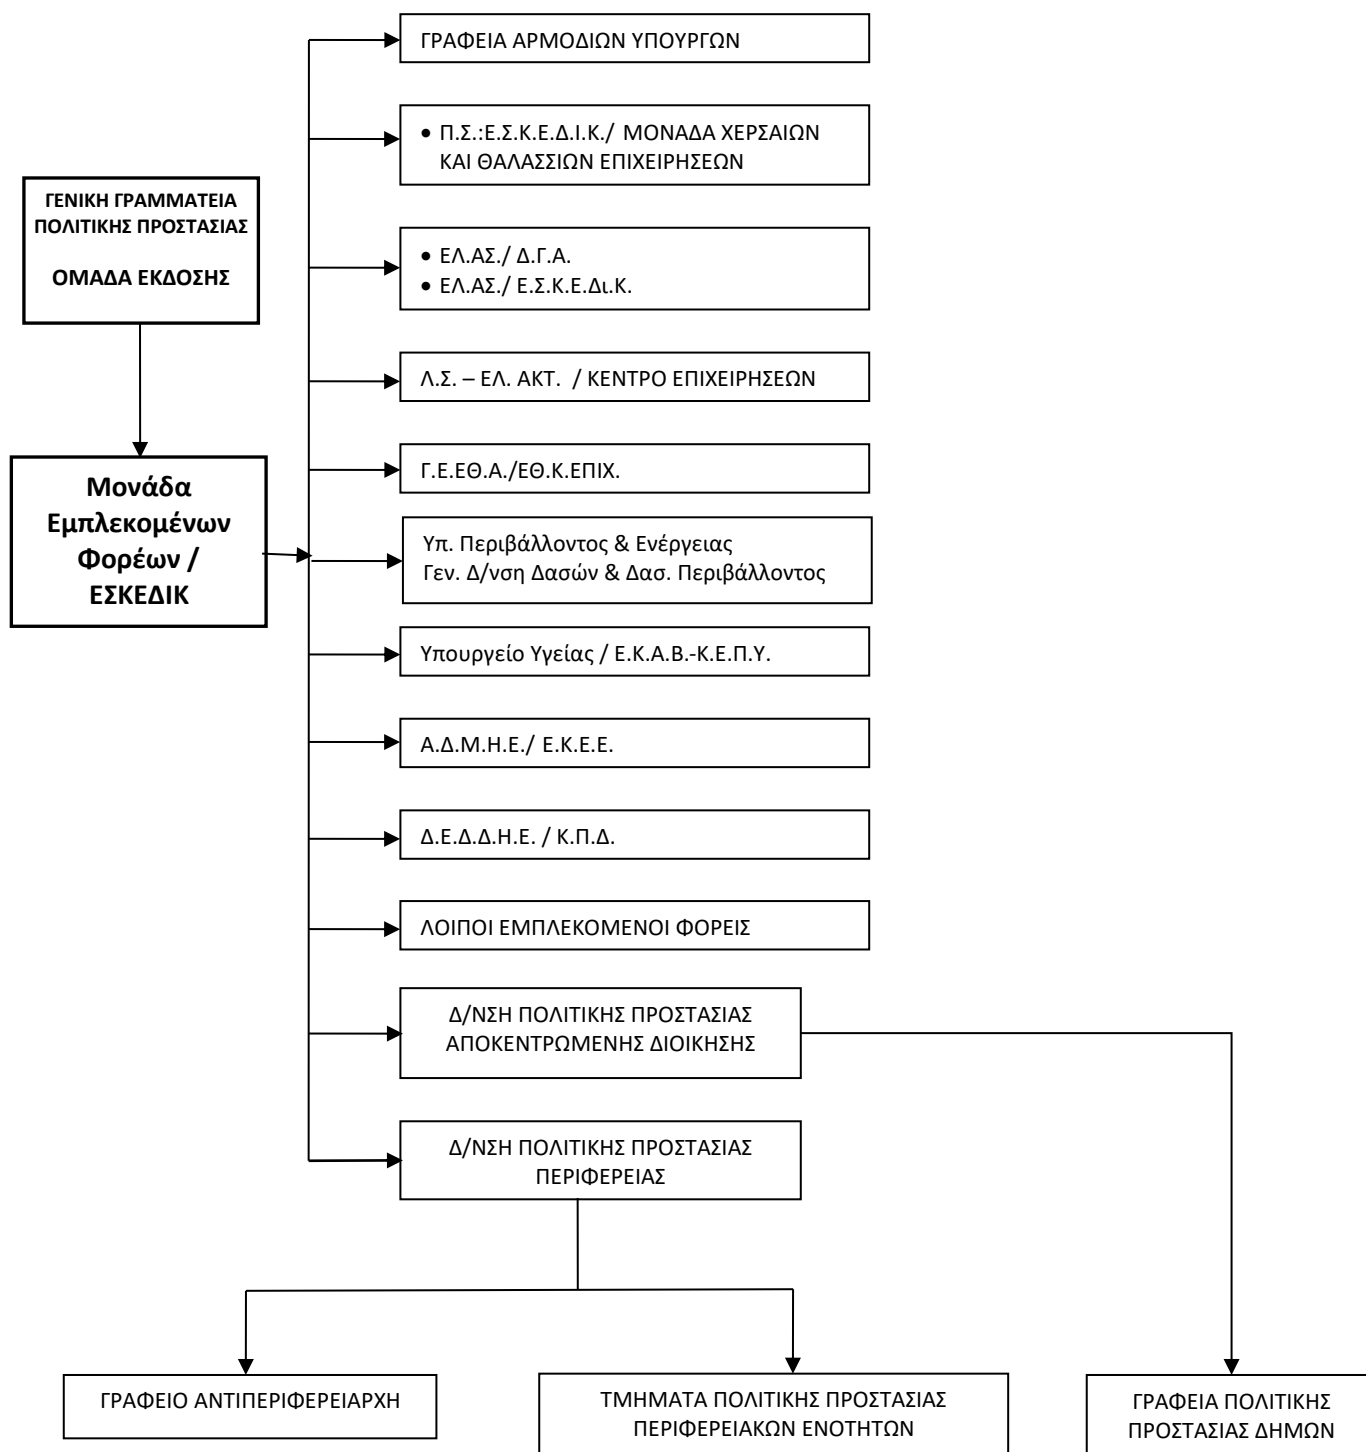 ΓΡΑΦΕΙΑ ΑΡΜΟΔΙΩΝ ΥΠΟΥΡΓΩΝ
• Π.Σ.:Ε.Σ.Κ.Ε.Δ.Ι.Κ./ ΜΟΝΑΔΑ ΧΕΡΣΑΙΩΝ
ΚΑΙ ΘΑΛΑΣΣΙΩΝ ΕΠΙΧΕΙΡΗΣΕΩΝ
ΓΕΝΙΚΗ ΓΡΑΜΜΑΤΕΙΑ
ΠΟΛΙΤΙΚΗΣ ΠΡΟΣΤΑΣΙΑΣ
ΟΜΑΔΑ ΕΚΔΟΣΗΣ
• ΕΛ.ΑΣ./ Δ.Γ.Α.
• ΕΛ.ΑΣ./ Ε.Σ.Κ.Ε.Δι.Κ.
Λ.Σ. – ΕΛ. ΑΚΤ. / ΚΕΝΤΡΟ ΕΠΙΧΕΙΡΗΣΕΩΝ
Γ.Ε.ΕΘ.Α./ΕΘ.Κ.ΕΠΙΧ.
Μονάδα
Εμπλεκομένων
Φορέων /
ΕΣΚΕΔΙΚ
Υπ. Περιβάλλοντος & Ενέργειας
Γεν. Δ/νση Δασών & Δασ. Περιβάλλοντος
Υπουργείο Υγείας / Ε.Κ.Α.Β.-Κ.Ε.Π.Υ.
Α.Δ.Μ.Η.Ε./ Ε.Κ.Ε.Ε.
Δ.Ε.Δ.Δ.Η.Ε. / Κ.Π.Δ.
ΛΟΙΠΟΙ ΕΜΠΛΕΚΟΜΕΝΟΙ ΦΟΡΕΙΣ
Δ/ΝΣΗ ΠΟΛΙΤΙΚΗΣ ΠΡΟΣΤΑΣΙΑΣ
ΑΠΟΚΕΝΤΡΩΜΕΝΗΣ ΔΙΟΙΚΗΣΗΣ
Δ/ΝΣΗ ΠΟΛΙΤΙΚΗΣ ΠΡΟΣΤΑΣΙΑΣ
ΠΕΡΙΦΕΡΕΙΑΣ
ΓΡΑΦΕΙΟ ΑΝΤΙΠΕΡΙΦΕΡΕΙΑΡΧΗ
ΤΜΗΜΑΤΑ ΠΟΛΙΤΙΚΗΣ ΠΡΟΣΤΑΣΙΑΣ
ΠΕΡΙΦΕΡΕΙΑΚΩΝ ΕΝΟΤΗΤΩΝ
ΓΡΑΦΕΙΑ ΠΟΛΙΤΙΚΗΣ
ΠΡΟΣΤΑΣΙΑΣ ΔΗΜΩΝ